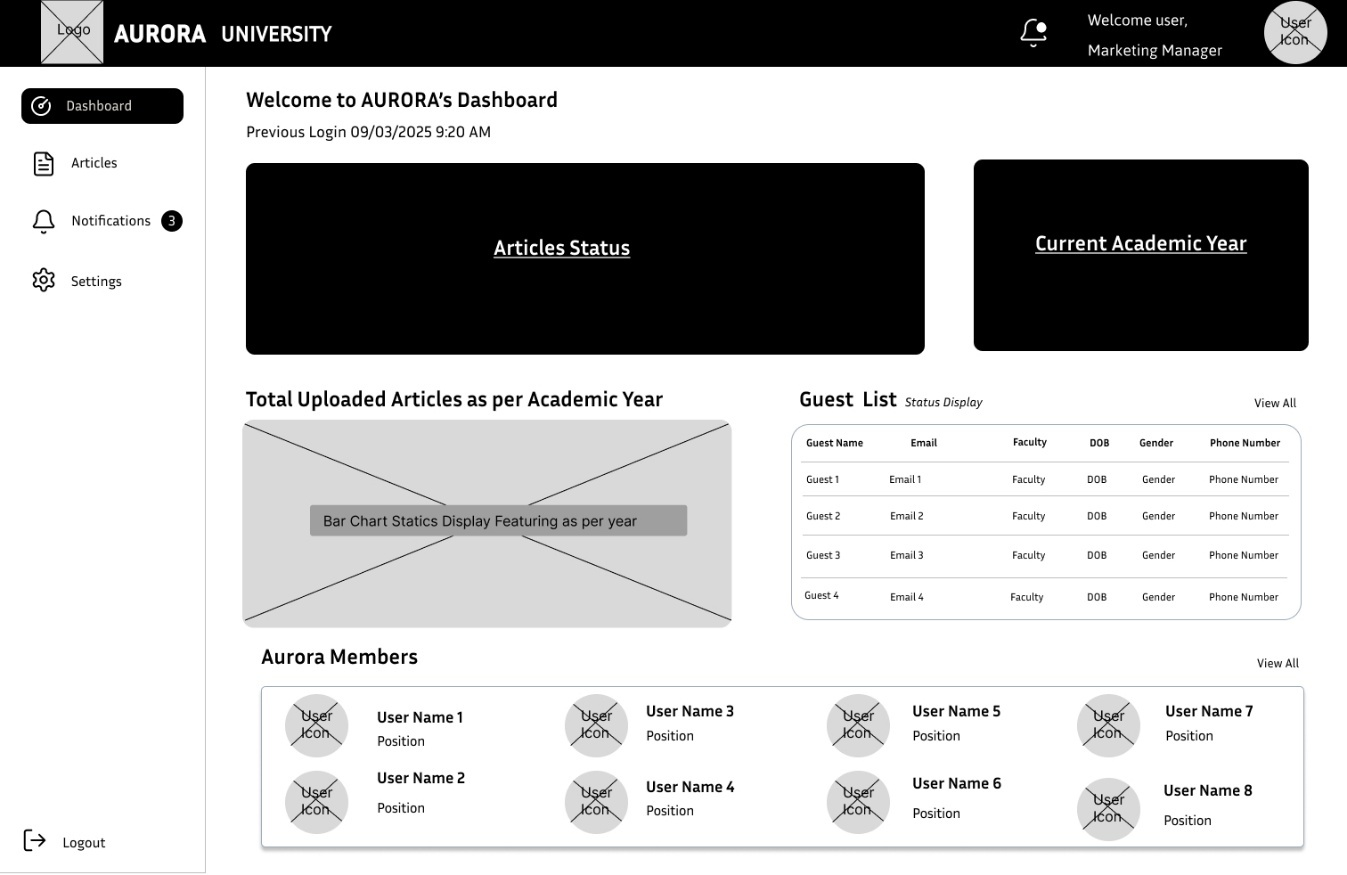 Logo
AURORA UNIVERSITY
Welcome user,
Marketing Manager
User
Icon
Dashboard
Articles
Notifications 3
Settings
Logout
Welcome to AURORA’s Dashboard
Previous Login 09/03/2025 9:20 AM
Articles Status
Current Academic Year
Total Uploaded Articles as per Academic Year
Bar Chart Statics Display Featuring as per year
Guest List Status Display
View All
Guest Name Email Faculty DOB Gender Phone Number
Guest 1 Email 1 Faculty DOB Gender Phone Number
Guest 2 Email 2 Faculty DOB Gender Phone Number
Guest 3 Email 3 Faculty DOB Gender Phone Number
Guest 4 Email 4 Faculty DOB Gender Phone Number
Aurora Members
View All
User
Icon
User Name 1
Position
User
Icon
User Name 3
Position
User
Icon
User Name 5
Position
User
Icon
User Name 7
Position
User
Icon
User Name 2
Position
User
Icon
User Name 4
Position
User
Icon
User Name 6
Position
User
Icon
User Name 8
Position